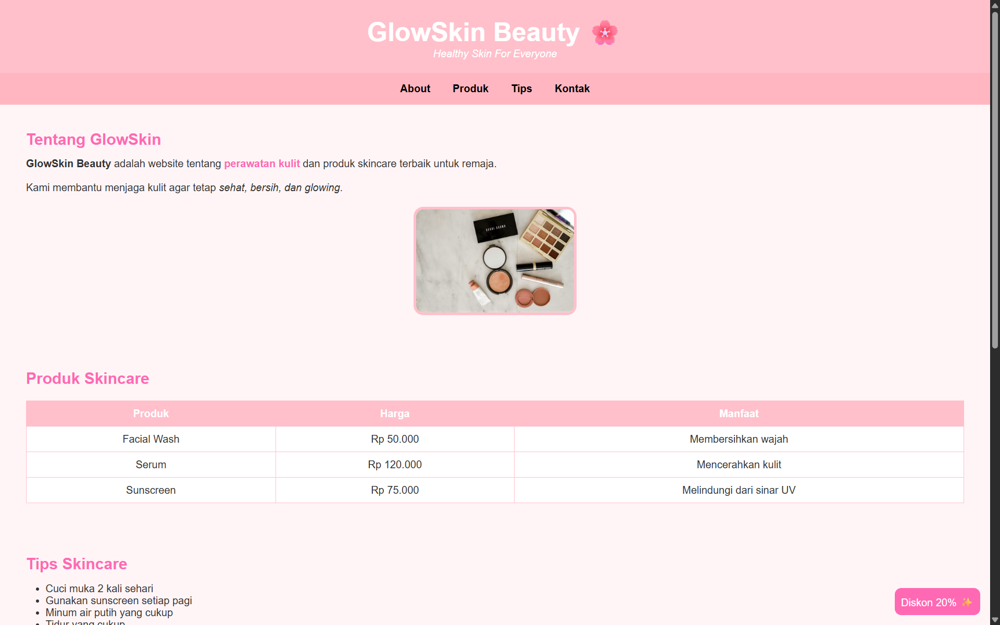 GlowSkin Beauty 🌸
Healthy Skin For Everyone
About Produk Tips Kontak
Tentang GlowSkin
GlowSkin Beauty adalah website tentang perawatan kulit dan produk skincare terbaik untuk remaja.
Kami membantu menjaga kulit agar tetap sehat, bersih, dan glowing.
BOBBI BROWN
Produk Skincare
Produk Harga Manfaat
Facial Wash Rp 50.000 Membersihkan wajah
Serum Rp 120.000 Mencerahkan kulit
Sunscreen Rp 75.000 Melindungi dari sinar UV
Tips Skincare
• Cuci muka 2 kali sehari
• Gunakan sunscreen setiap pagi
• Minum air putih yang cukup
• Tidur yang cukup
Diskon 20% ✨